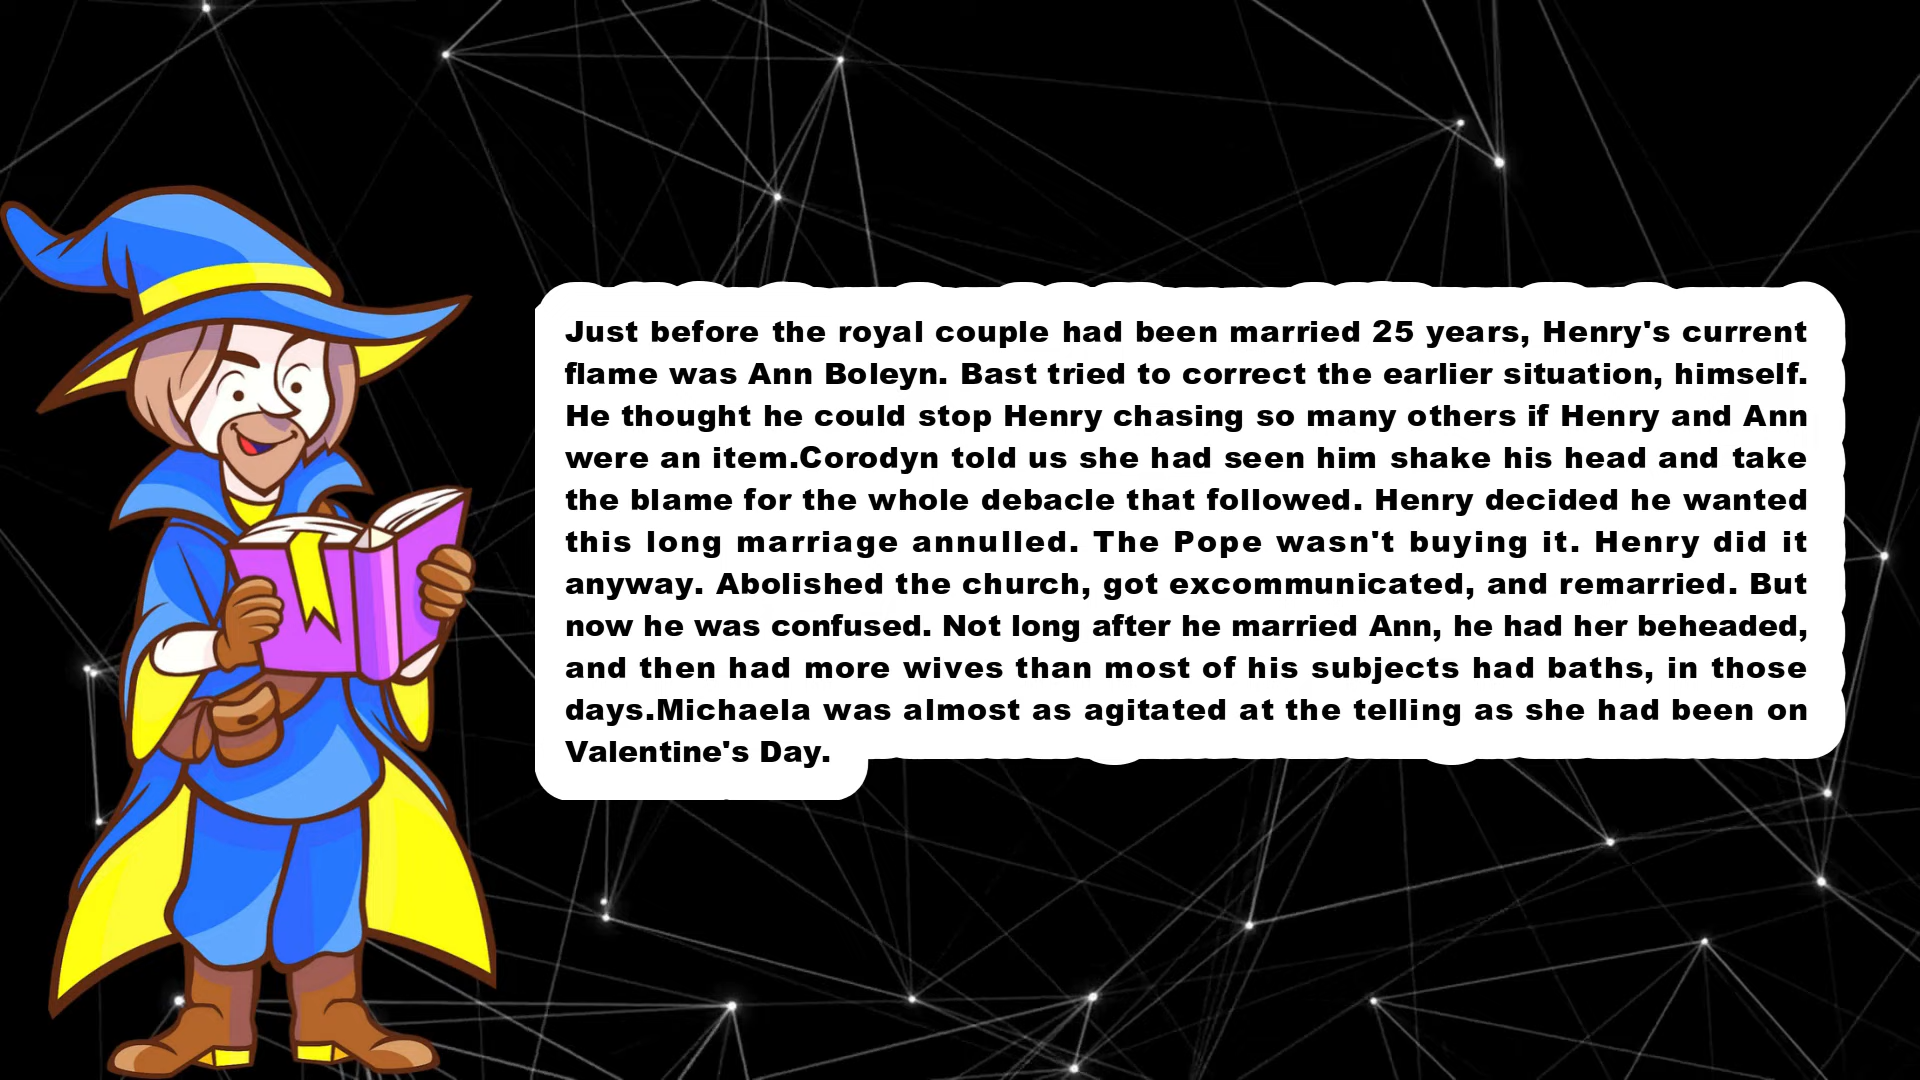 Just before the royal couple had been married 25 years, Henry's current
flame was Ann Boleyn. Bast tried to correct the earlier situation, himself.
He thought he could stop Henry chasing so many others if Henry and Ann
were an item.Corodyn told us she had seen him shake his head and take
the blame for the whole debacle that followed. Henry decided he wanted
this long marriage annulled. The Pope wasn't buying it. Henry did it
anyway. Abolished the church, got excommunicated, and remarried. But
now he was confused. Not long after he married Ann, he had her beheaded,
and then had more wives than most of his subjects had baths, in those
days.Michaela was almost as agitated at the telling as she had been on
Valentine's Day.